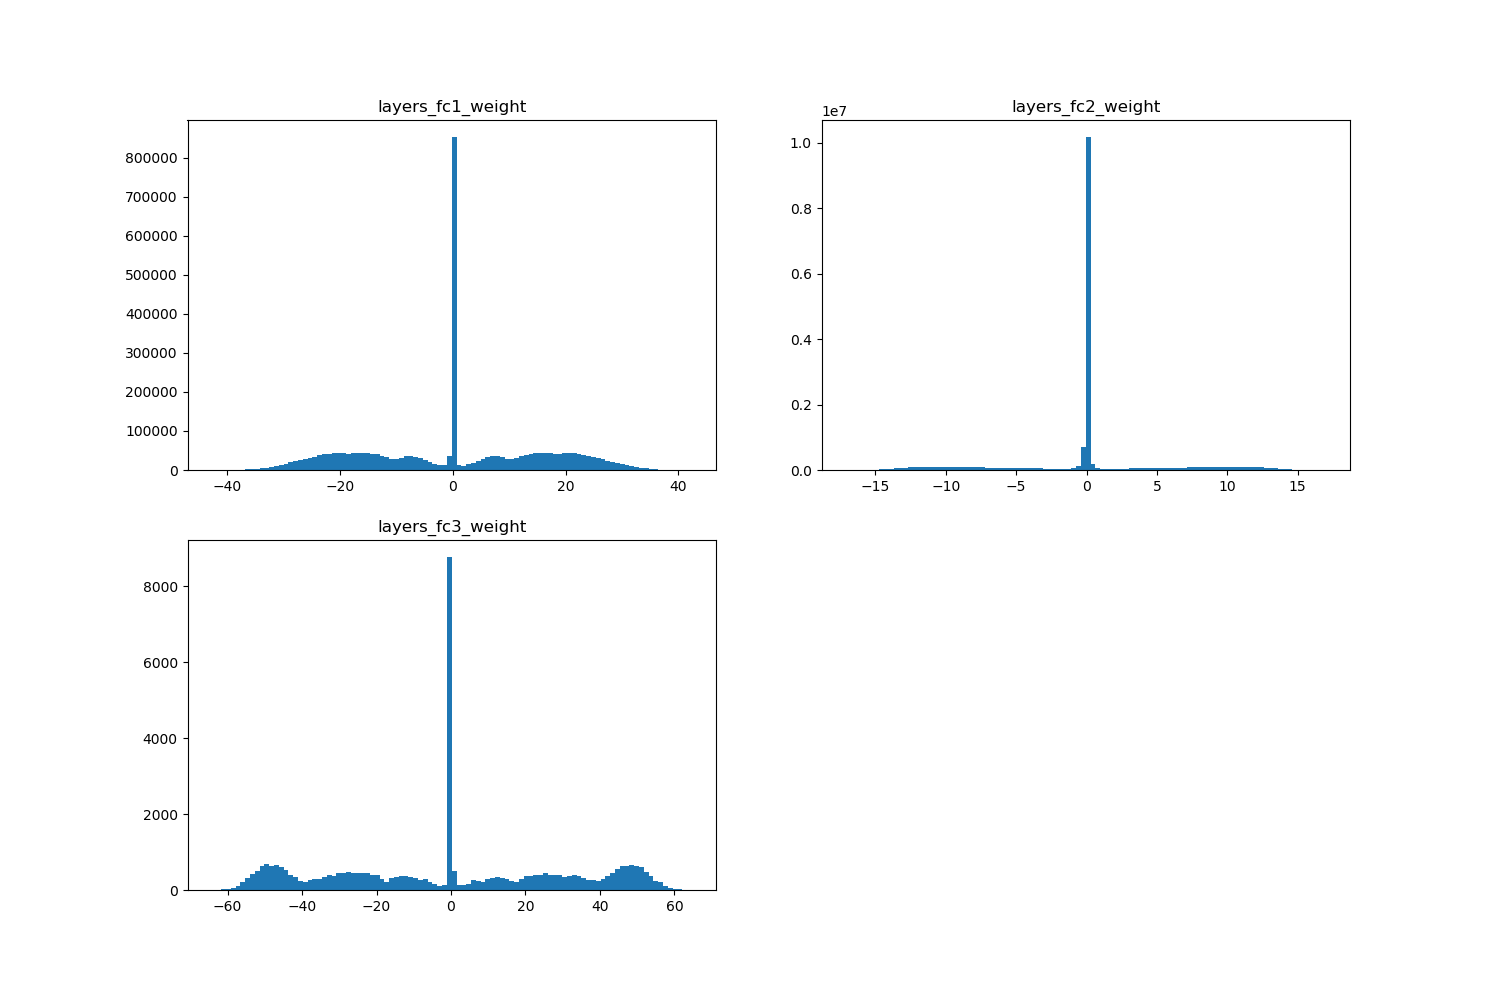 layers_fc1_weight
800000
700000
600000
500000
400000
300000
200000
100000
0
−40 −20 0 20 40
layers_fc2_weight
1e7
1.0
0.8
0.6
0.4
0.2
0.0
−15 −10 −5 0 5 10 15
layers_fc3_weight
8000
6000
4000
2000
0
−60 −40 −20 0 20 40 60